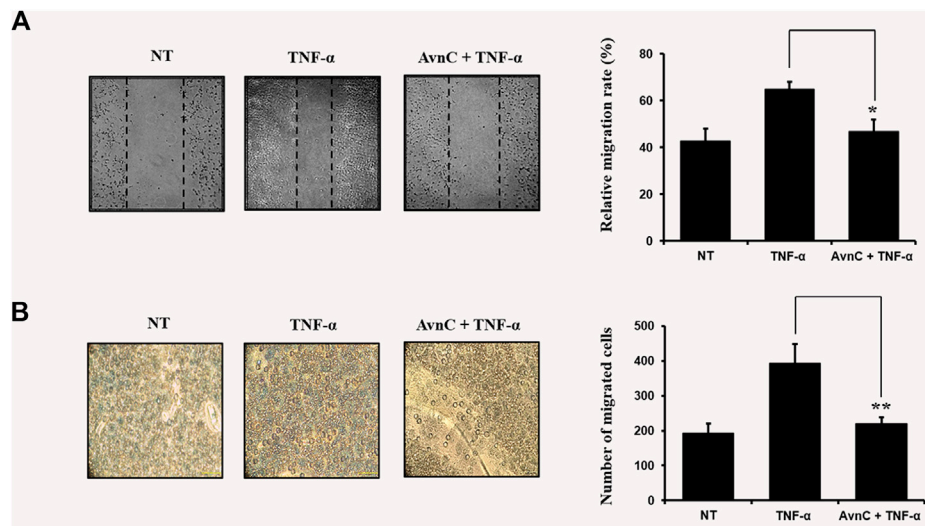 A
NT
TNF-α
AvnC + TNF-α
Relative migration rate (%)
80
60
40
20
0
*
NT
TNF-α
AvnC + TNF-α
B
NT
TNF-α
AvnC + TNF-α
Number of migrated cells
500
400
300
200
100
0
**
NT
TNF-α
AvnC + TNF-α